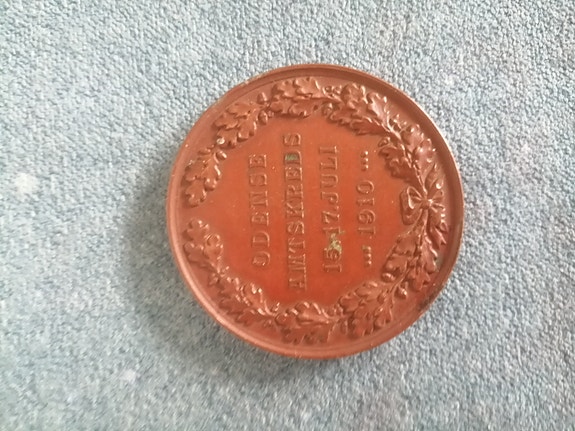 ODENSE
AMTSKREDS
15-17. JULI
... 1910 ...